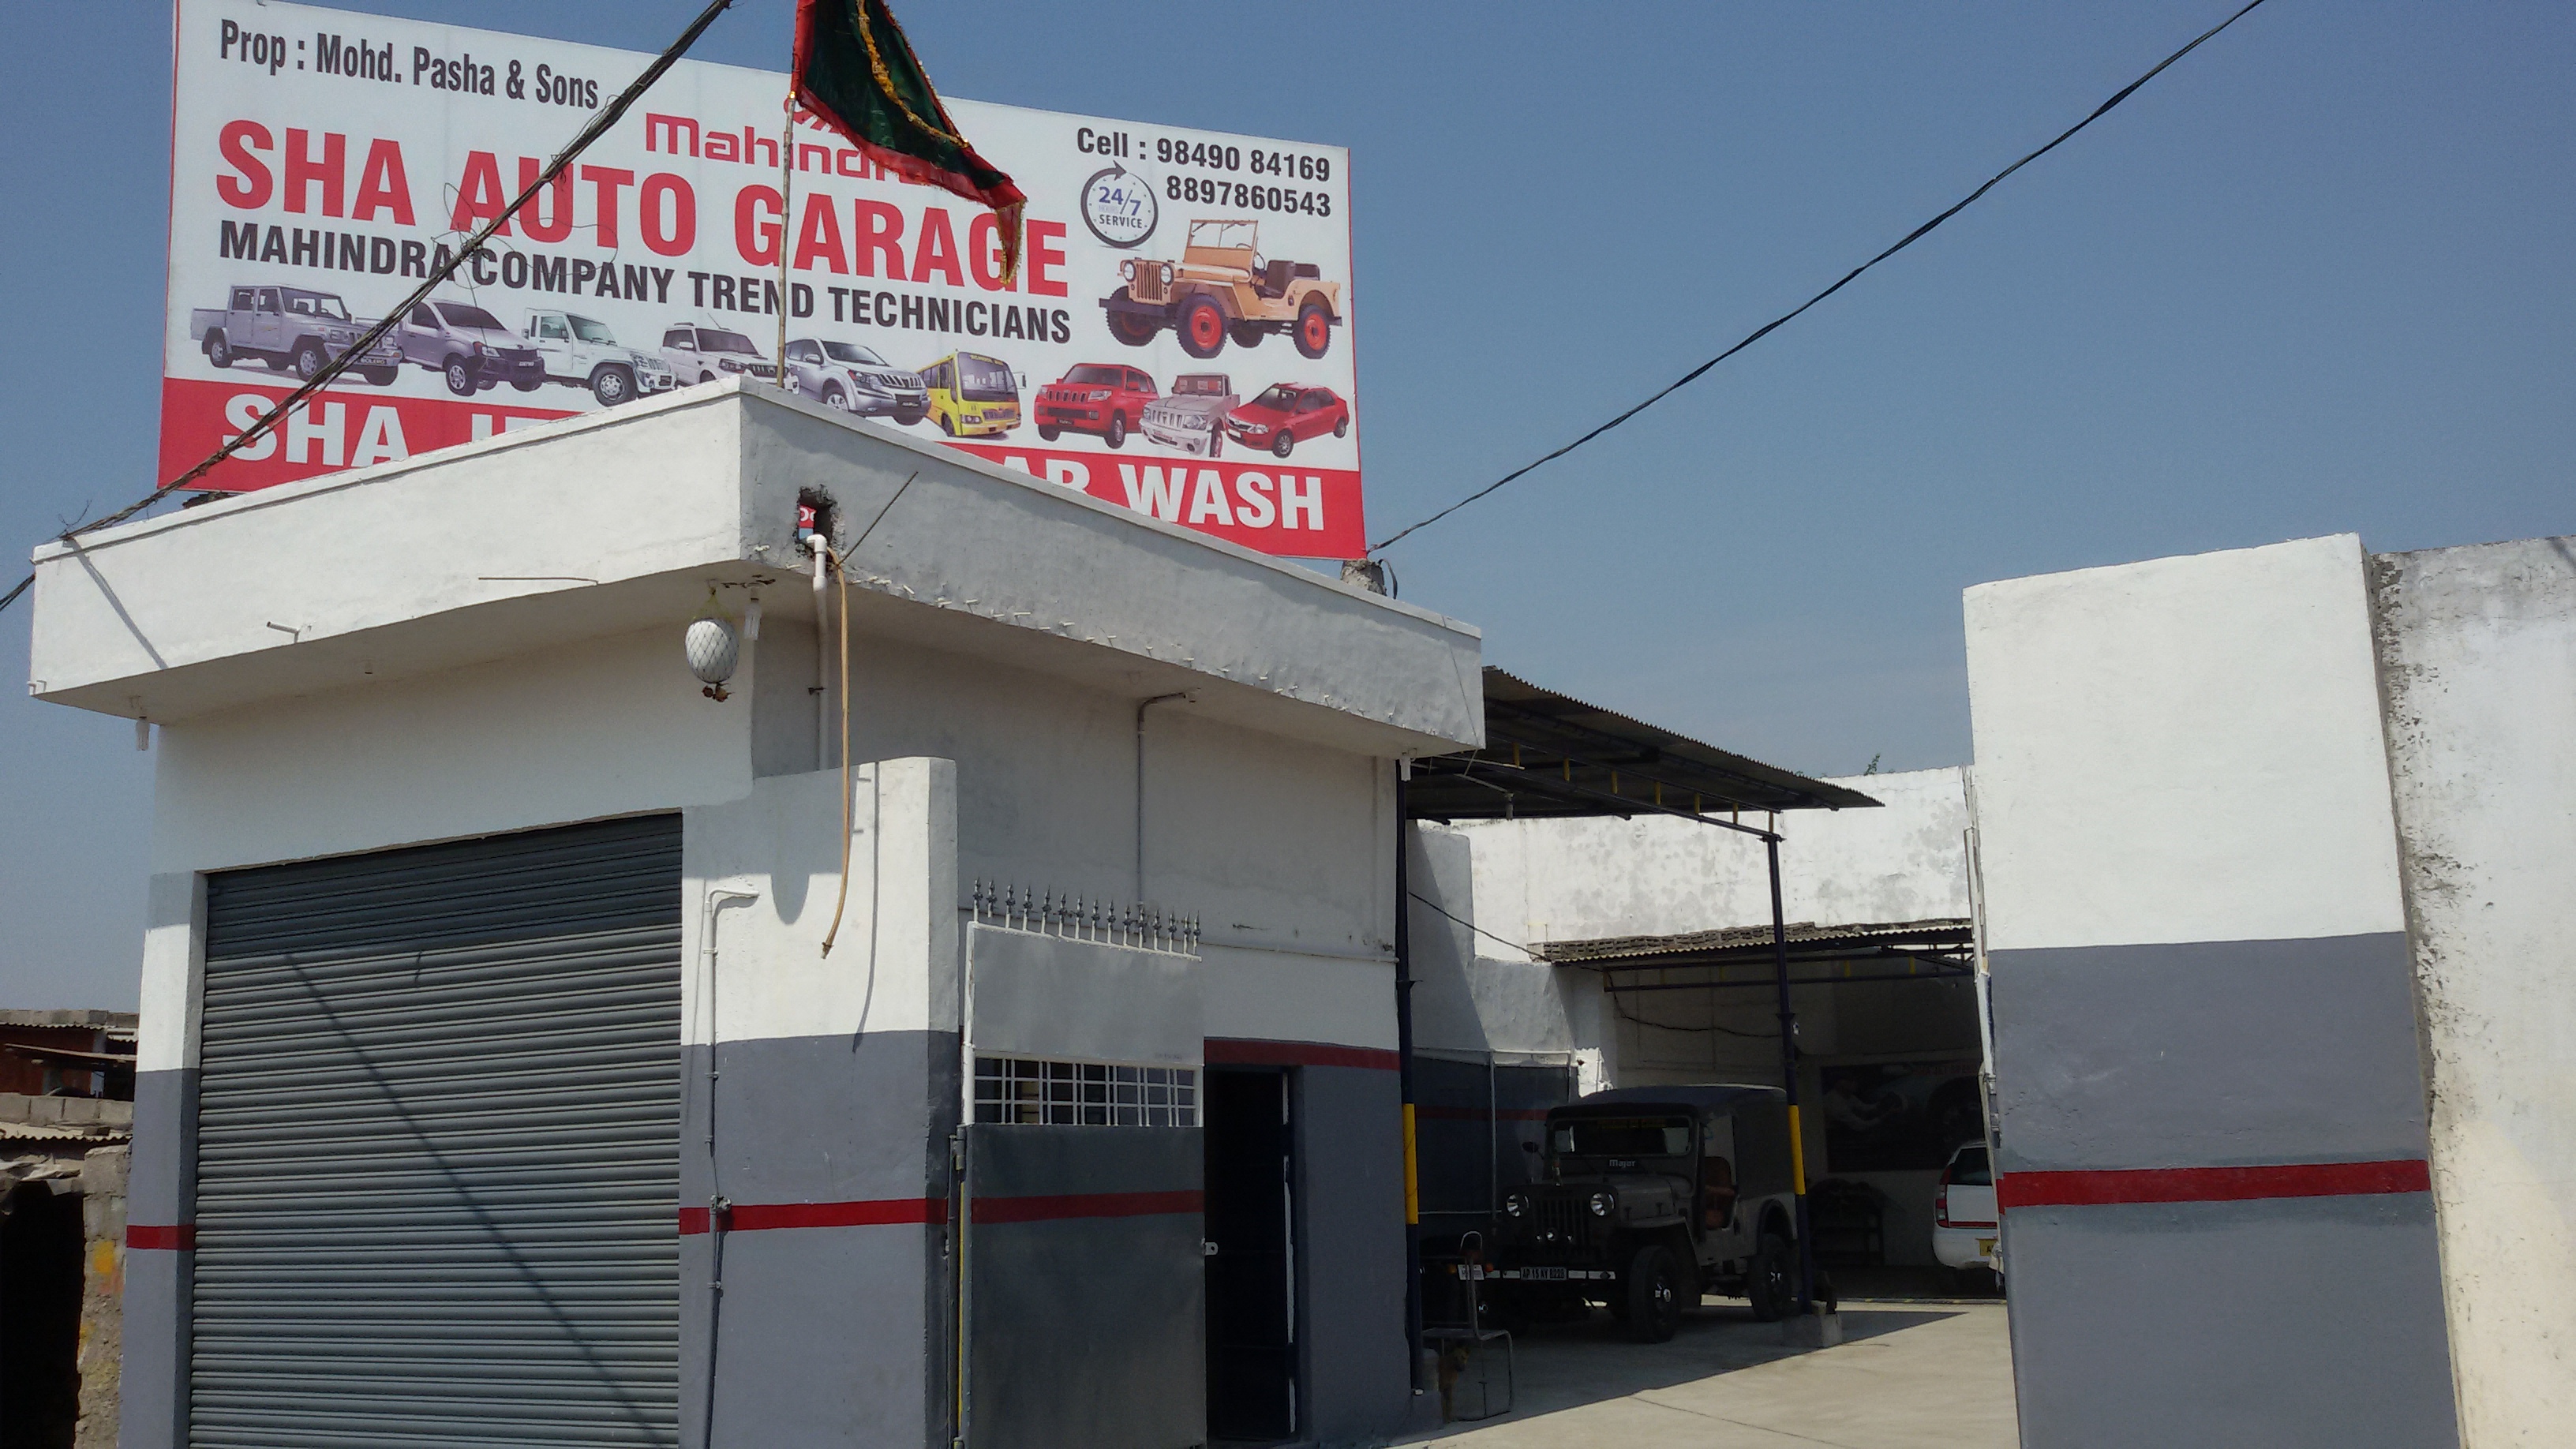 Prop : Mohd. Pasha & Sons
Mahindra
Cell : 98490 84169
8897860543
24/7
SERVICE
SHA AUTO GARAGE
MAHINDRA COMPANY TREND TECHNICIANS
SHA
WASH
Major